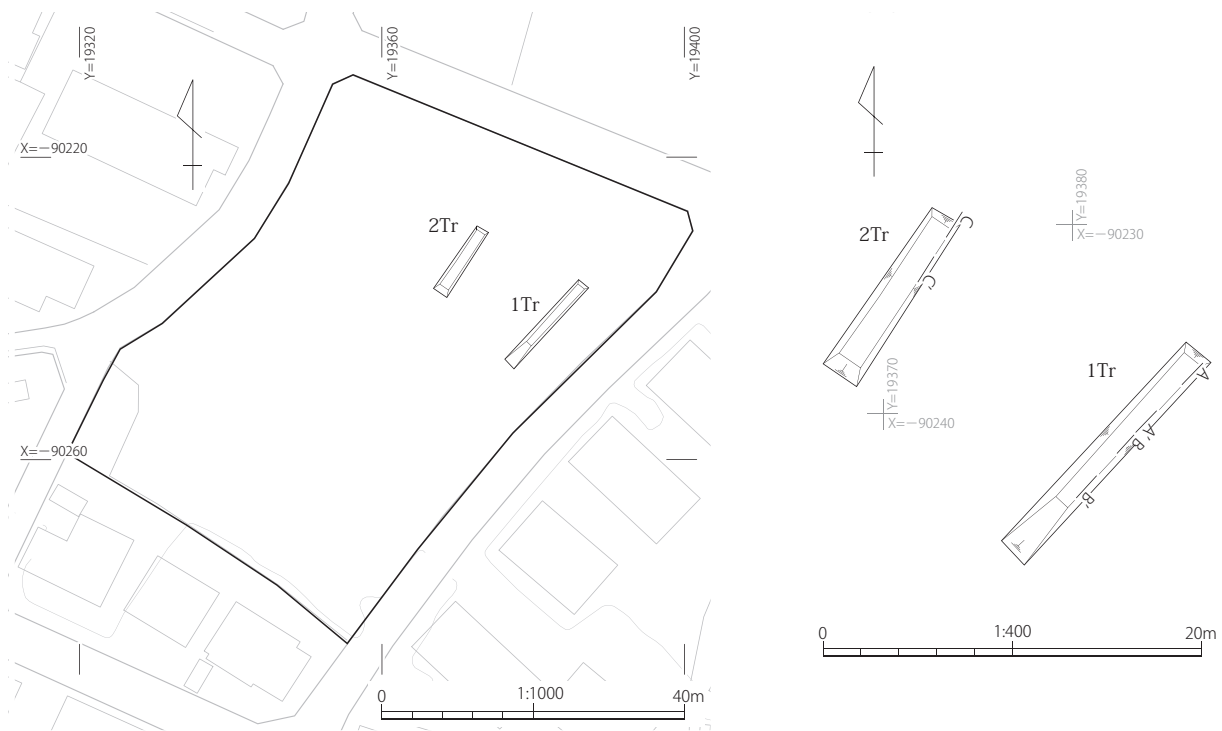 Y=19320
Y=19360
Y=19400
X=−90220
2Tr
1Tr
X=−90260
0
1:1000
40m
Y=19380
X=−90230
2Tr
C
C'
Y=19370
X=−90240
1Tr
A
A'
B
B'
0
1:400
20m